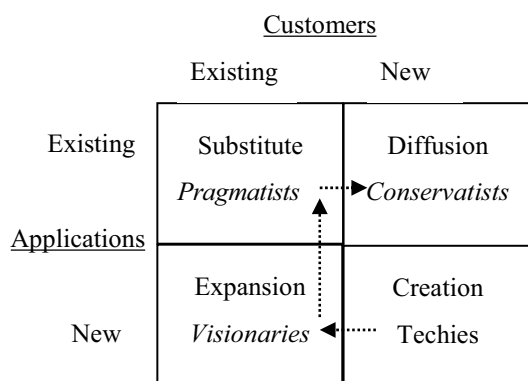 Customers
Existing New
Existing Substitute Diffusion
Pragmatists Conservatists
Applications
Expansion Creation
New Visionaries Techies